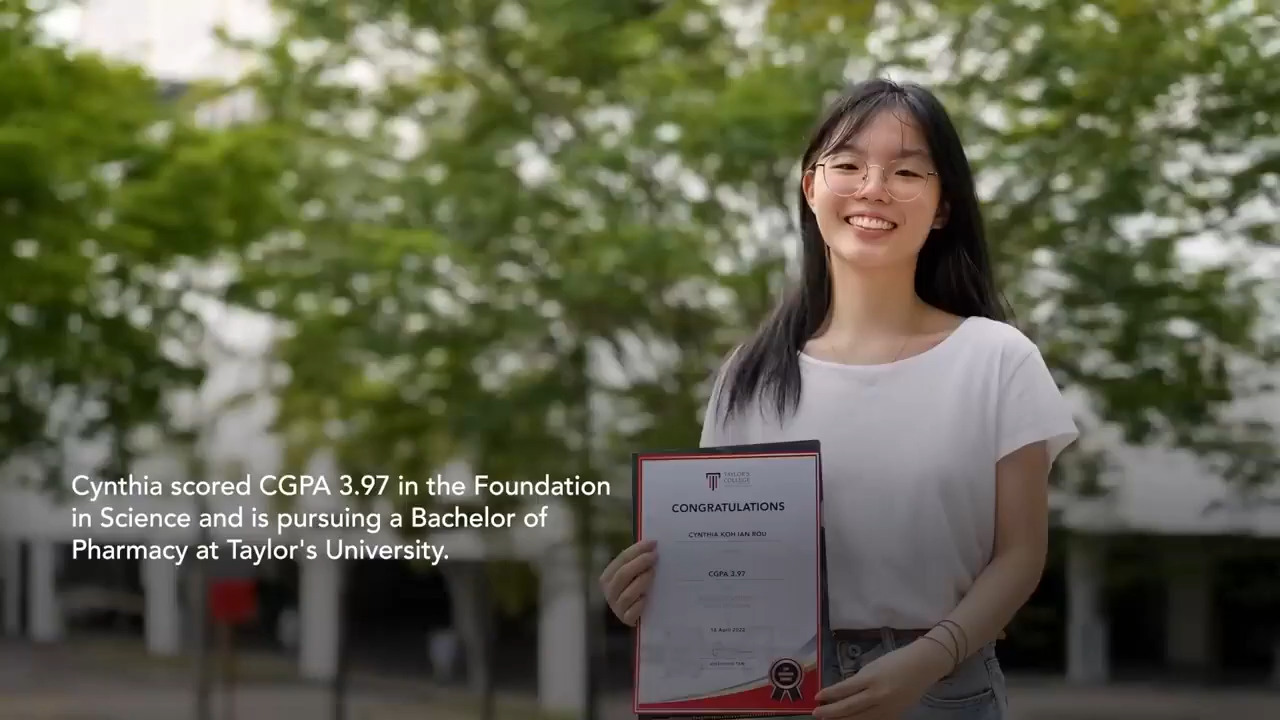 Cynthia scored CGPA 3.97 in the Foundation
in Science and is pursuing a Bachelor of
Pharmacy at Taylor's University.
TAYLOR'S
COLLEGE
CONGRATULATIONS
CYNTHIA KOH IAN ROU
CGPA 3.97